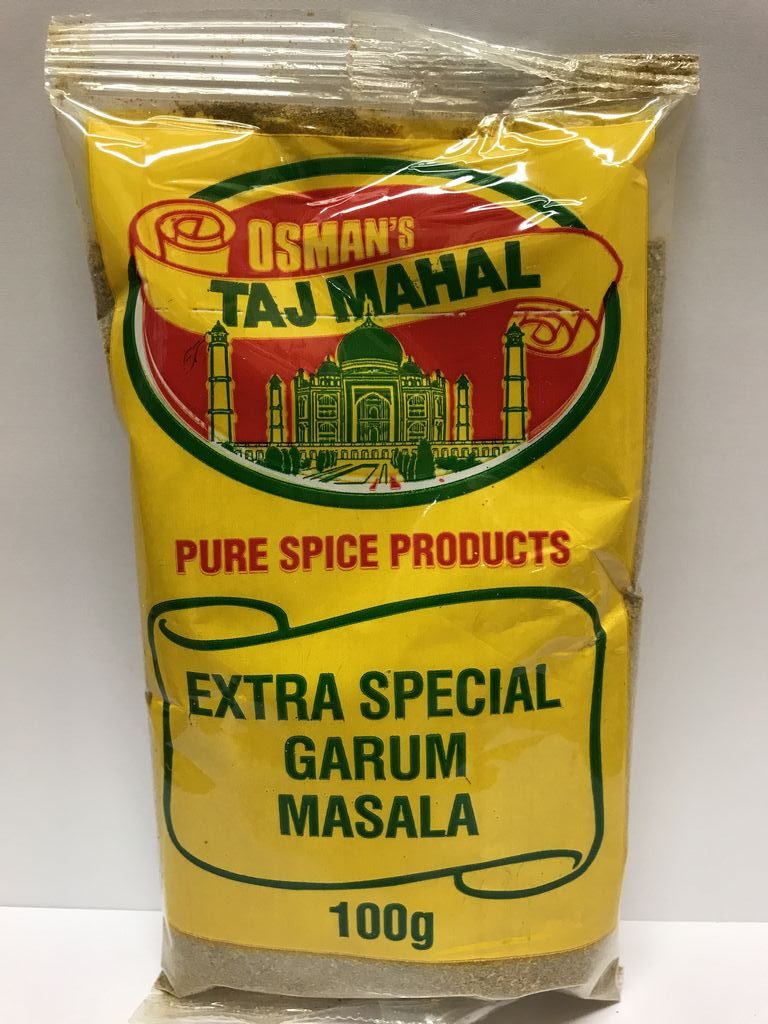 OSMAN'S
TAJ MAHAL
PURE SPICE PRODUCTS
EXTRA SPECIAL
GARUM
MASALA
100g